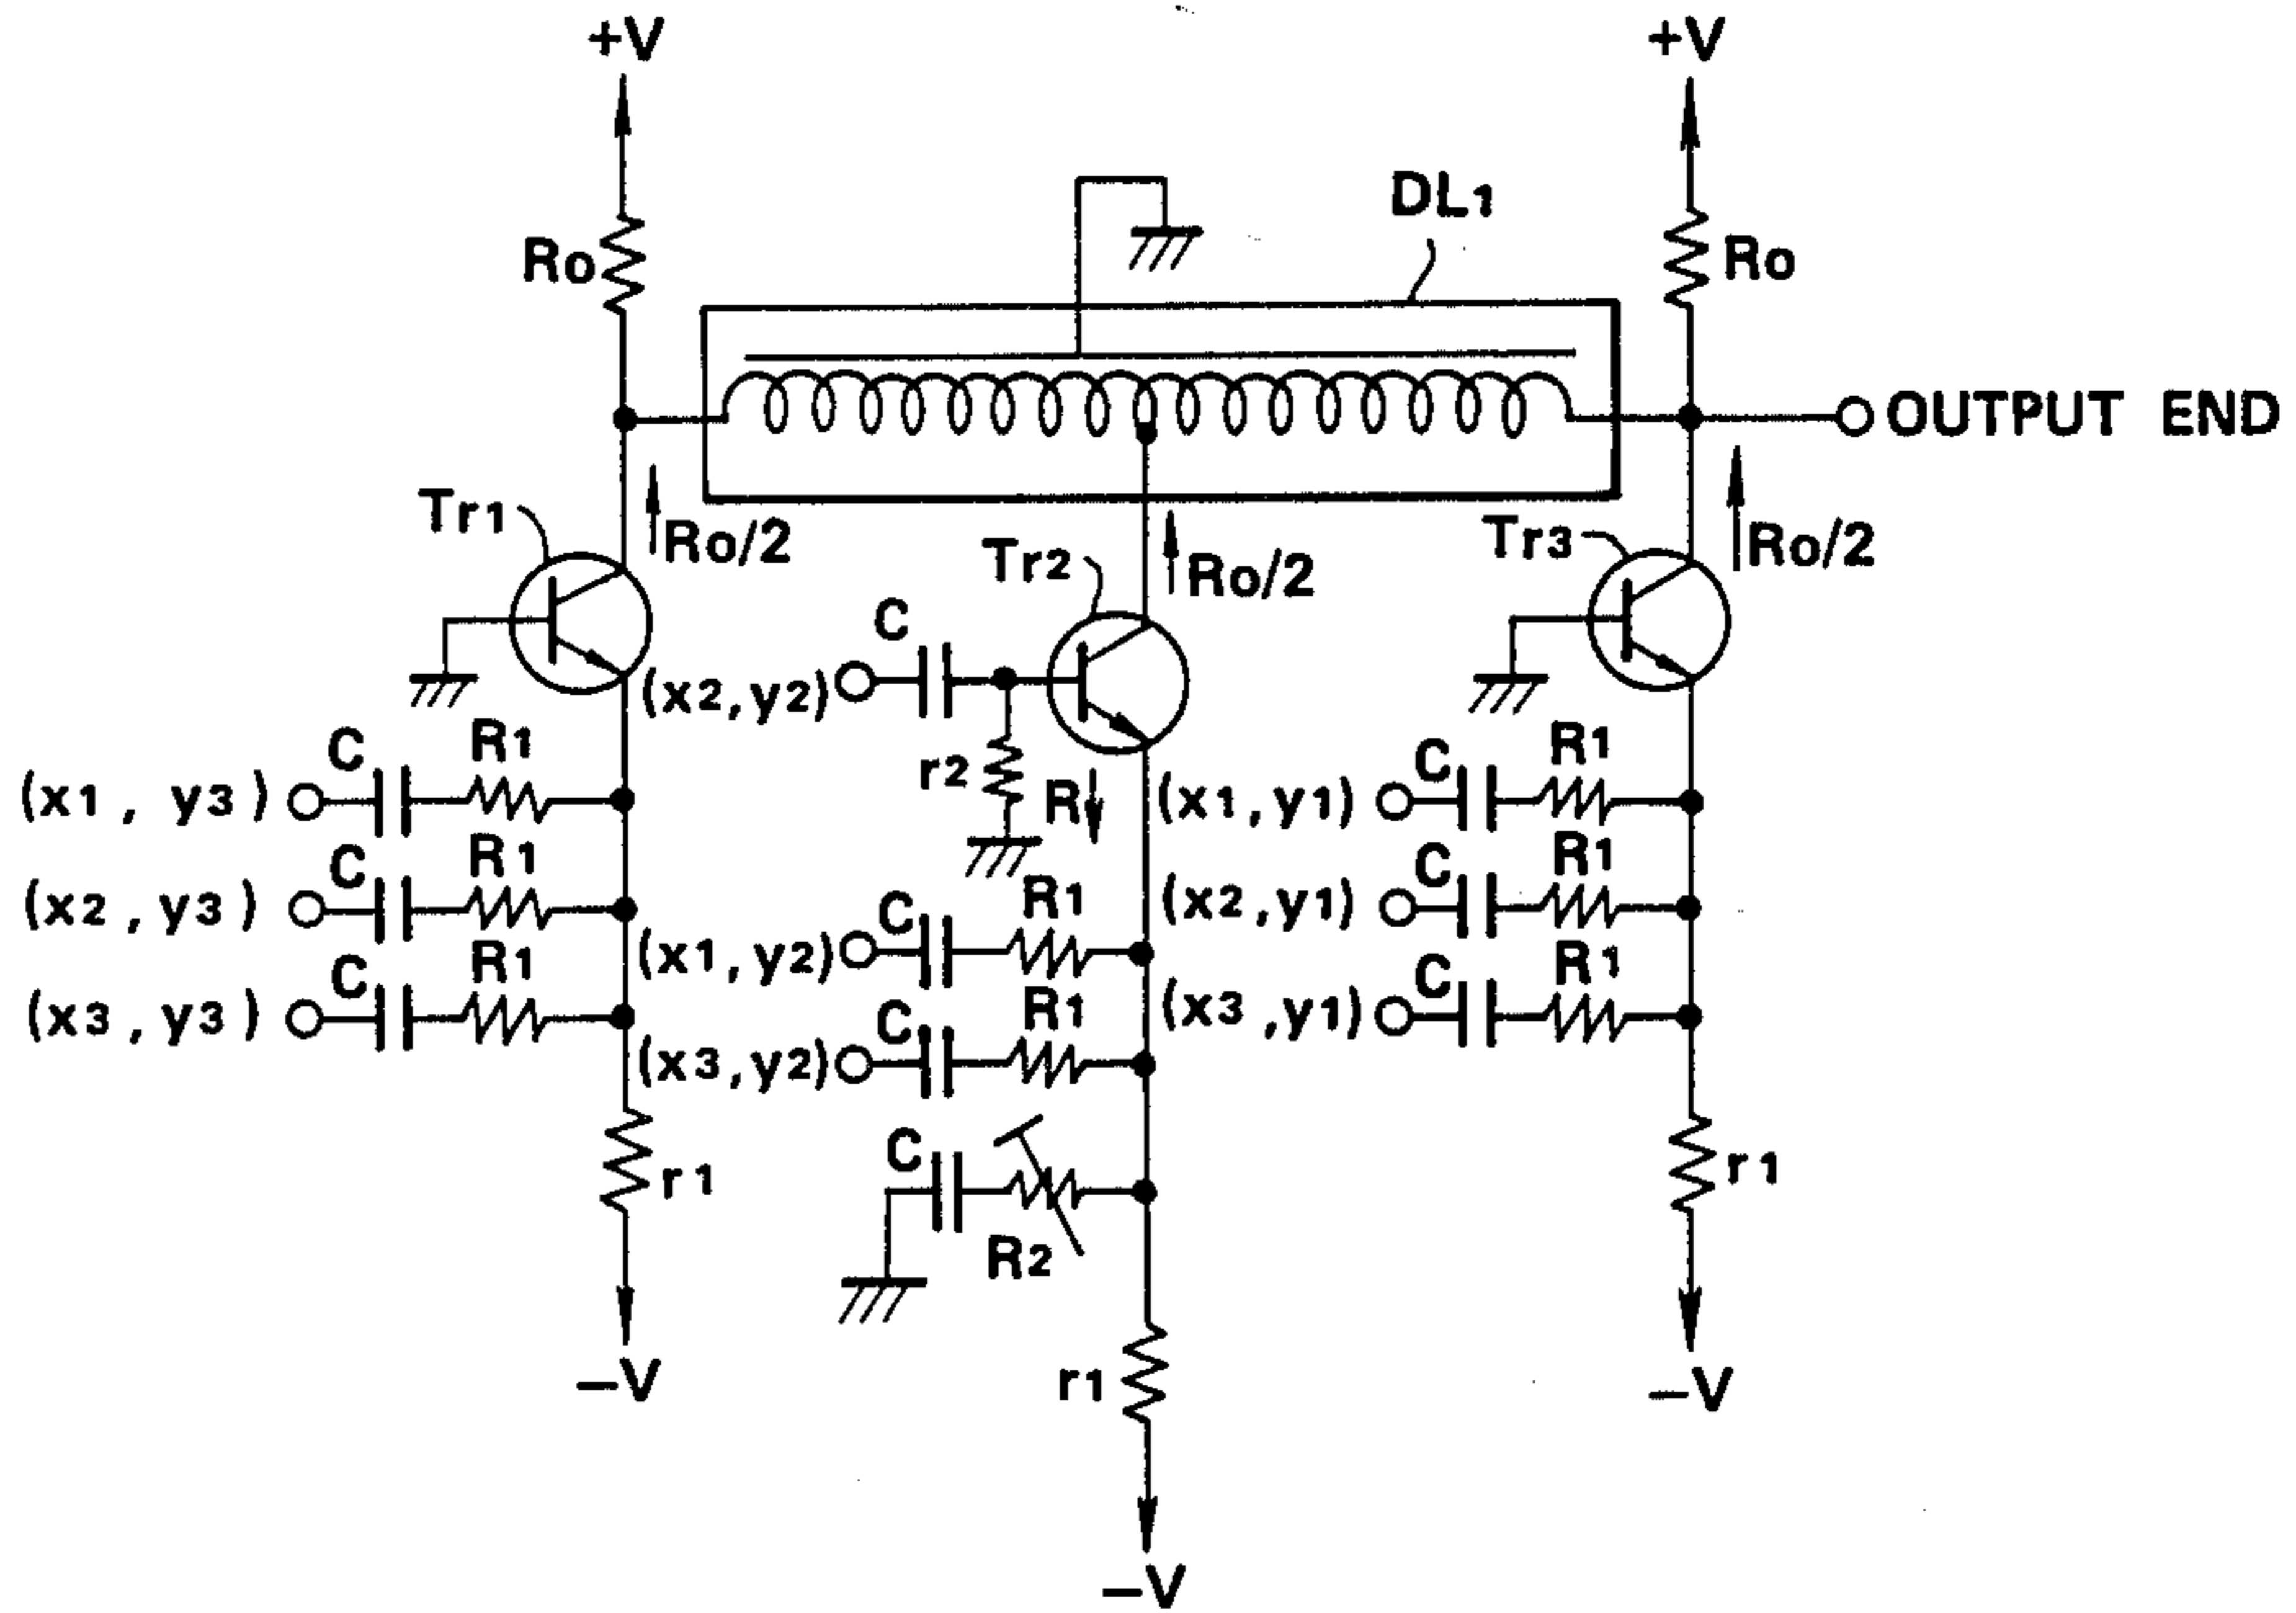 +V
+V
DL1
Ro
Ro
OUTPUT END
Tr1
Ro/2
Tr2
Ro/2
Tr3
Ro/2
C
(x2,y2)
r2
R
C R1
(x1, y3)
C R1
(x2,y3)
C R1
(x3,y3)
C R1
(x1,y2)
C R1
(x3,y2)
C
R2
C R1
(x1,y1)
C R1
(x2,y1)
C R1
(x3,y1)
r1
r1
r1
-V
-V
-V